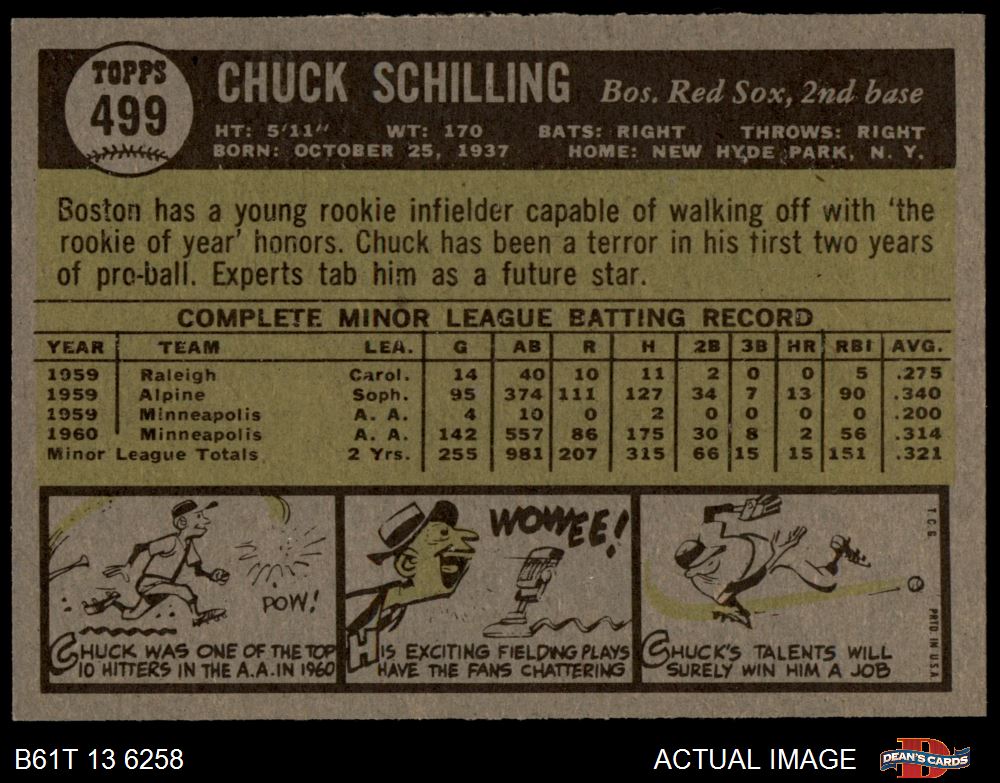 TOPPS
499
CHUCK SCHILLING Bos. Red Sox, 2nd base
HT: 5'11" WT: 170 BATS: RIGHT THROWS: RIGHT
BORN: OCTOBER 25, 1937 HOME: NEW HYDE PARK, N. Y.
Boston has a young rookie infielder capable of walking off with 'the
rookie of year' honors. Chuck has been a terror in his first two years
of pro-ball. Experts tab him as a future star.
COMPLETE MINOR LEAGUE BATTING RECORD
YEAR TEAM LEA. G AB R H 2B 3B HR RBI AVG.
1959 Raleigh Carol. 14 40 10 11 2 0 0 5 .275
1959 Alpine Soph. 95 374 111 127 34 7 13 90 .340
1959 Minneapolis A. A. 4 10 0 2 0 0 0 0 .200
1960 Minneapolis A. A. 142 557 86 175 30 8 2 56 .314
Minor League Totals 2 Yrs. 255 981 207 315 66 15 15 151 .321
POW!
CHUCK WAS ONE OF THE TOP
10 HITTERS IN THE A.A. IN 1960
WOWEE!
HIS EXCITING FIELDING PLAYS
HAVE THE FANS CHATTERING
CHUCK'S TALENTS WILL
SURELY WIN HIM A JOB
T.C.G.
PRTD IN U.S.A.
B61T 13 6258
ACTUAL IMAGE
DEAN'S CARDS